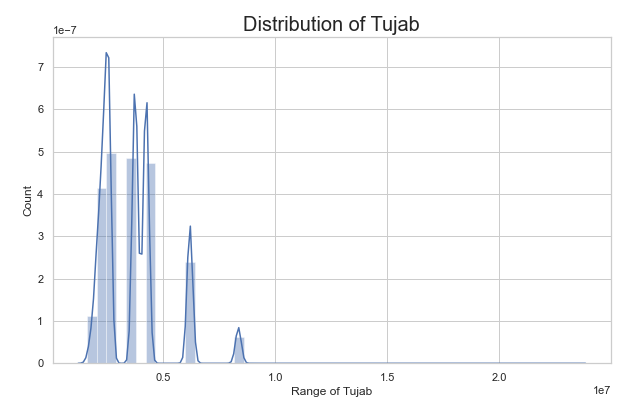 Distribution of Tujab
1e−7
7
6
5
4
3
2
1
0
Count
0.5
1.0
1.5
2.0
Range of Tujab
1e7